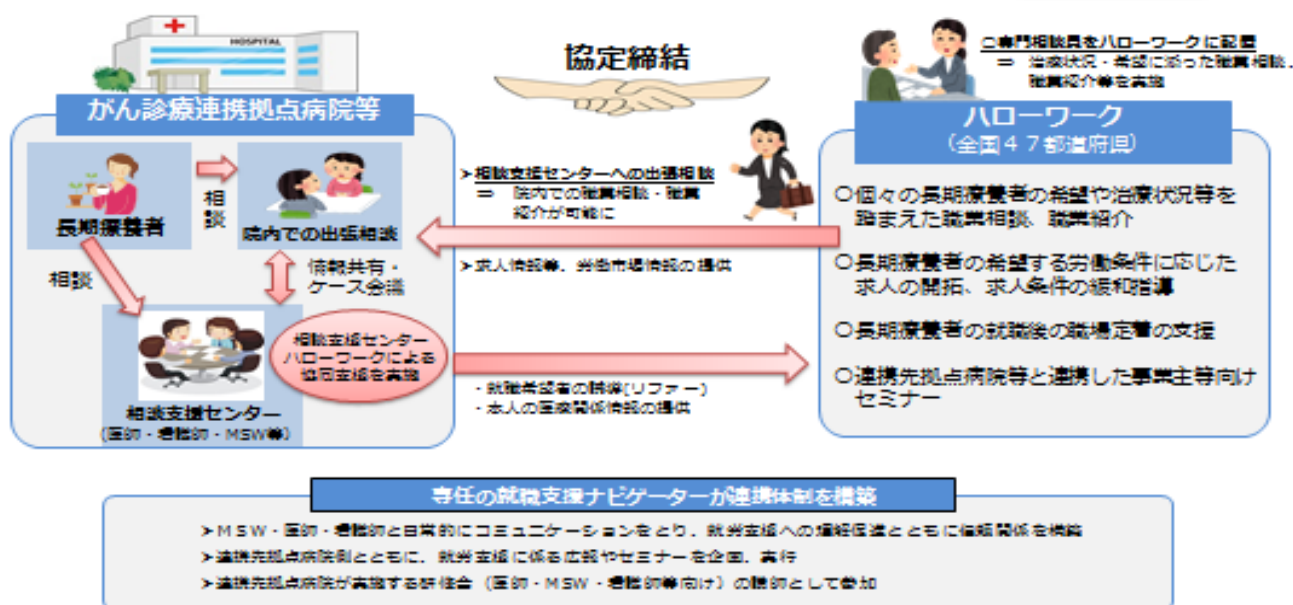 HOSPITAL
がん診療連携拠点病院等
長期療養者
相談
院内での出張相談
相談
情報共有・
ケース会議
相談支援センター
(医師・看護師・MSW等)
相談支援センター
ハローワークによる
協同支援を実施
協定締結
➤相談支援センターへの出張相談
⇒ 院内での職業相談・職業
紹介が可能に
➤求人情報等、労働市場情報の提供
・就職希望者の誘導(リファー)
・本人の医療関係情報の提供
○専門相談員をハローワークに配置
⇒ 治療状況・希望に添った職業相談、
職業紹介等を実施
ハローワーク
(全国47都道府県)
○個々の長期療養者の希望や治療状況等を
踏まえた職業相談、職業紹介
○長期療養者の希望する労働条件に応じた
求人の開拓、求人条件の緩和指導
○長期療養者の就職後の職場定着の支援
○連携先拠点病院等と連携した事業主等向け
セミナー
専任の就職支援ナビゲーターが連携体制を構築
➤MSW・医師・看護師と日常的にコミュニケーションをとり、就労支援への理解促進とともに信頼関係を構築
➤連携先拠点病院側とともに、就労支援に係る広報やセミナーを企画、実行
➤連携先拠点病院が実施する研修会(医師・MSW・看護師等向け)の講師として参加